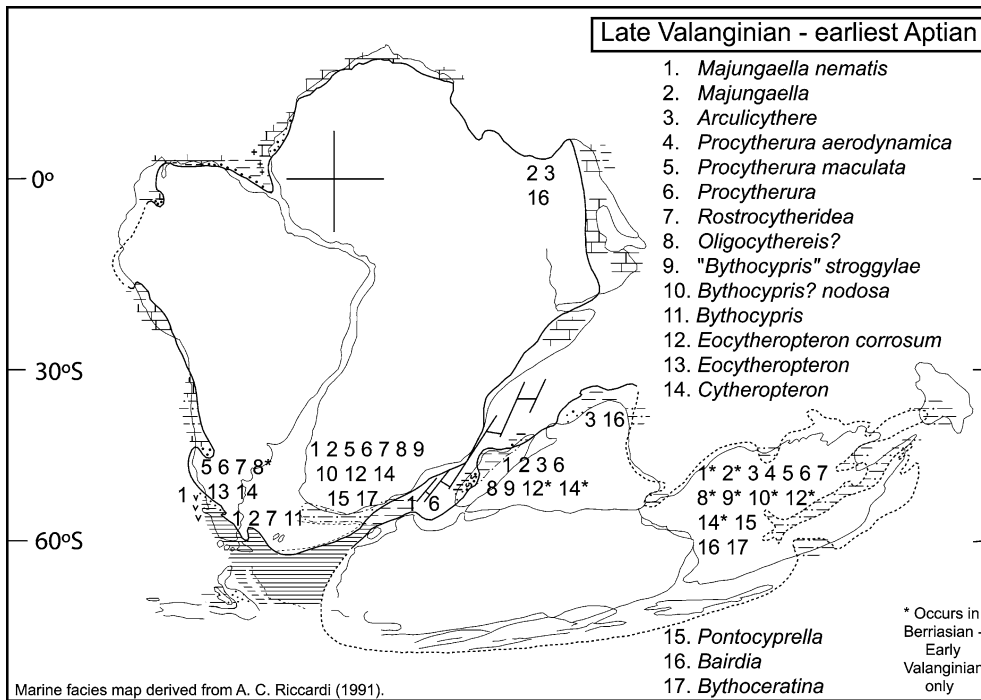 Late Valanginian - earliest Aptian
1. Majungaella nematis
2. Majungaella
3. Arculicythere
4. Procytherura aerodynamica
5. Procytherura maculata
6. Procytherura
7. Rostrocytheridea
8. Oligocythereis?
9. "Bythocypris" stroggylae
10. Bythocypris? nodosa
11. Bythocypris
12. Eocytheropteron corrosum
13. Eocytheropteron
14. Cytheropteron
0º
30ºS
60ºS
2 3
16
3 16
1 2 5 6 7 8 9
10 12 14
15 17
5 6 7 8*
13 14
1
1 2 7 11
1 6
1 2 3 6
8 9 12* 14*
1* 2* 3 4 5 6 7
8* 9* 10* 12*
14* 15
16 17
15. Pontocyprella
16. Bairdia
17. Bythoceratina
* Occurs in
Berriasian -
Early
Valanginian
only
Marine facies map derived from A. C. Riccardi (1991).